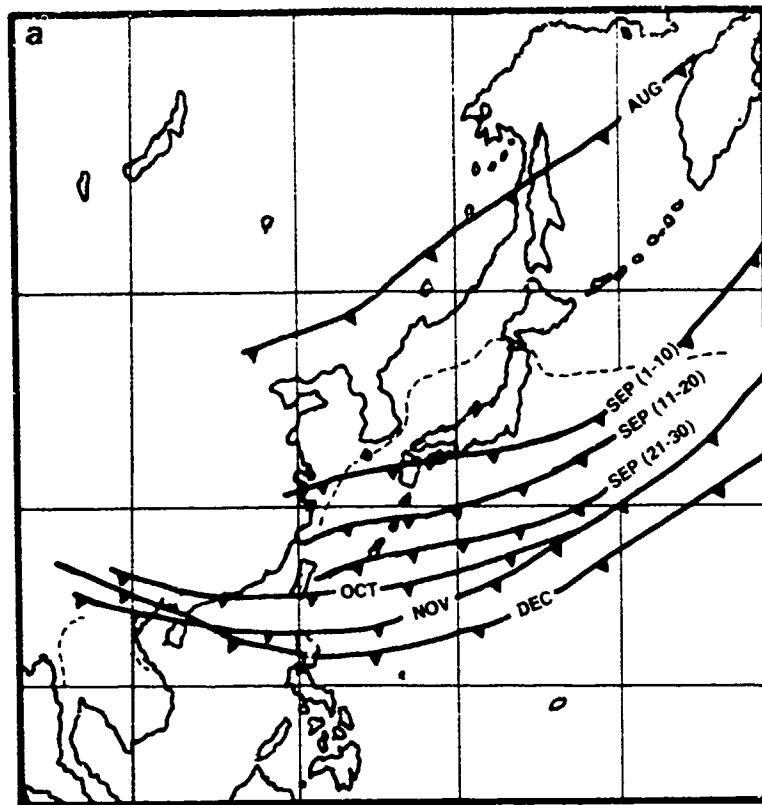 a
AUG
SEP (1-10)
SEP (11-20)
SEP (21-30)
OCT
NOV
DEC